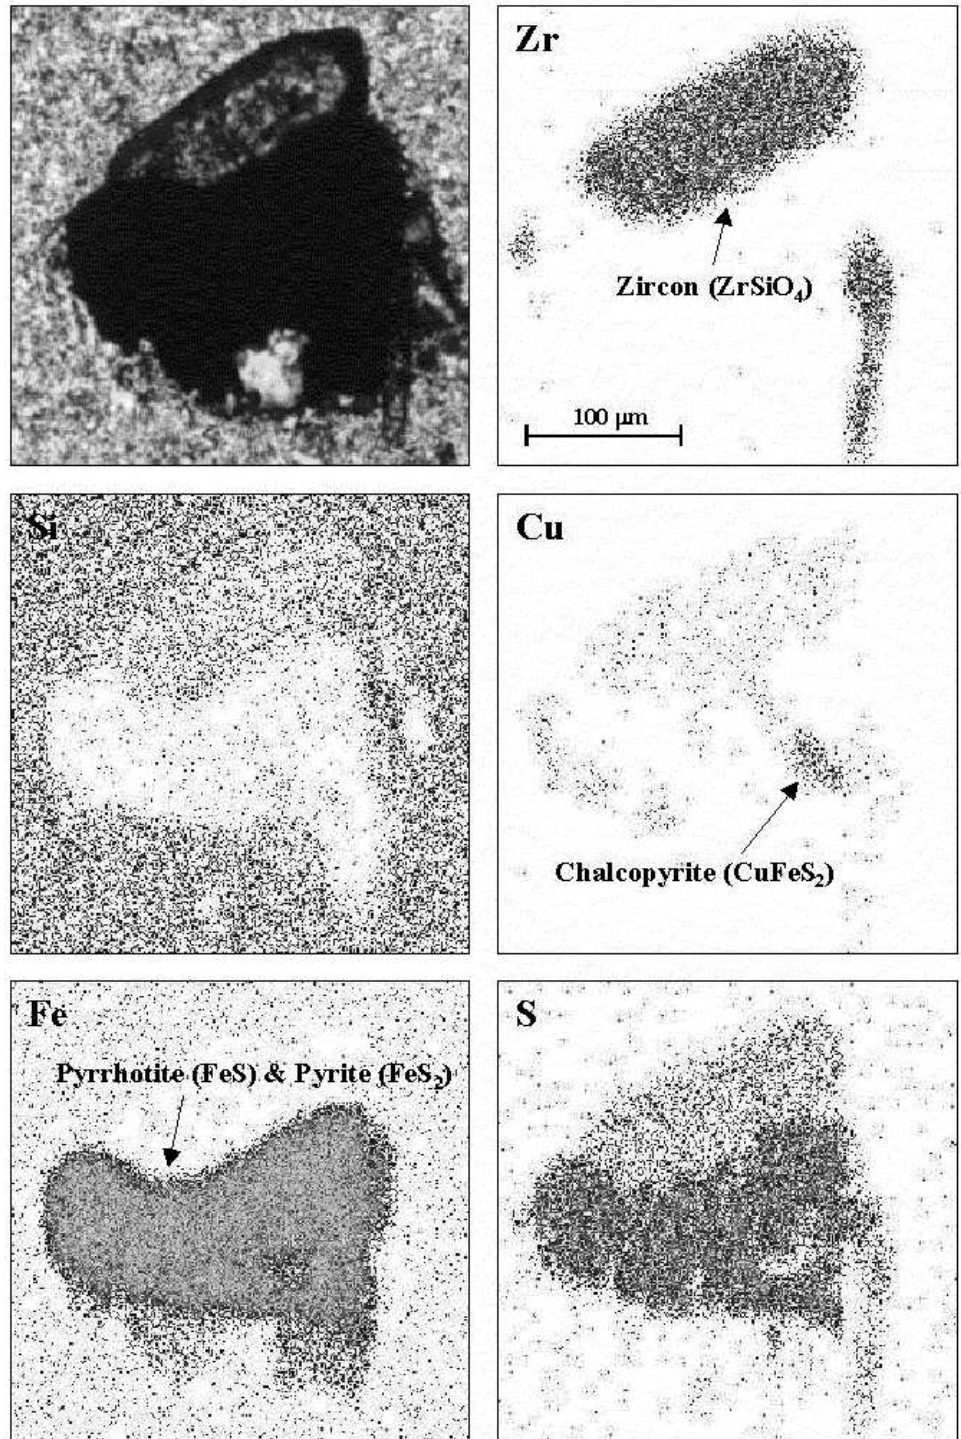 Zr
Zircon (ZrSiO₄)
100 µm
Si
Cu
Chalcopyrite (CuFeS₂)
Fe
Pyrrhotite (FeS) & Pyrite (FeS₂)
S